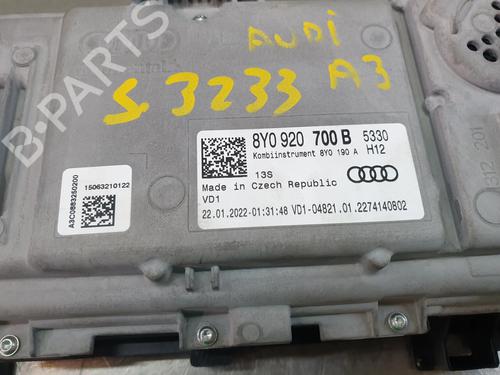 B-PARTS
AUDI
S. 3233 A3
8Y0 920 700 B 5330
Kombiinstrument 8Y0 190 A H12
13S
Made in Czech Republic
VD1
22.01.2022-01:31:48 VD1-04821.01.2274140802
15063210122
A3C0883250200